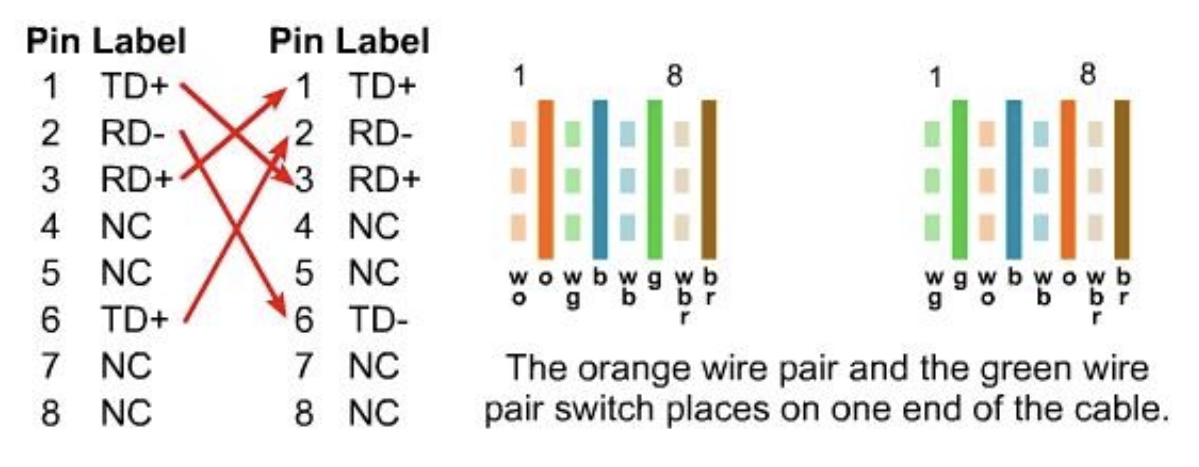 Pin Label Pin Label
1 TD+ 1 TD+
2 RD- 2 RD-
3 RD+ 3 RD+
4 NC 4 NC
5 NC 5 NC
6 TD+ 6 TD-
7 NC 7 NC
8 NC 8 NC
1 8
wo o wg b wb g wbr br
1 8
wg g wo b wb o wbr br
The orange wire pair and the green wire
pair switch places on one end of the cable.